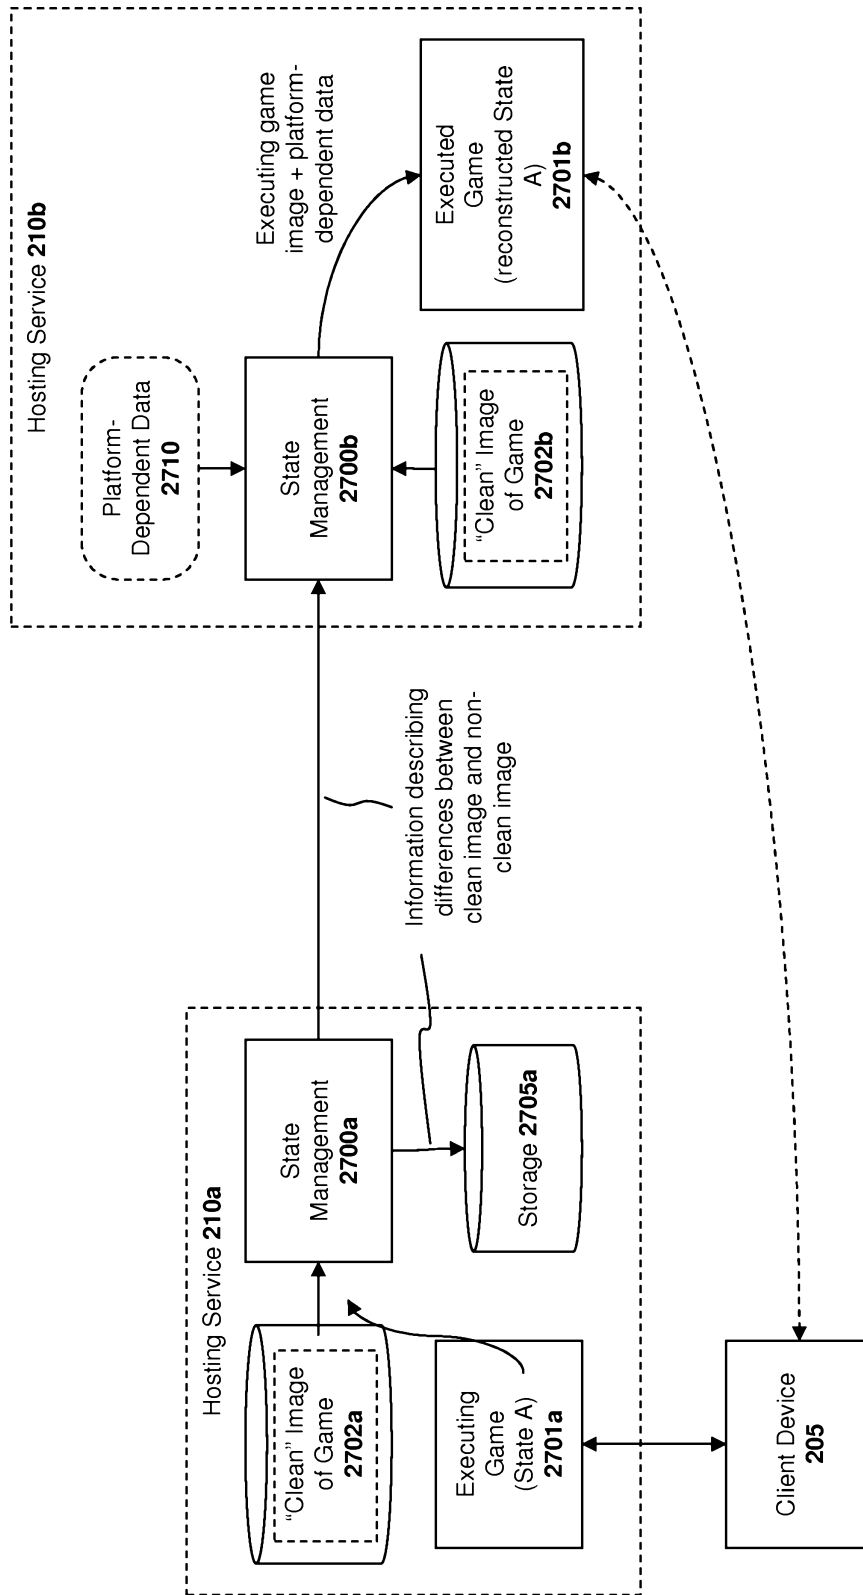 Hosting Service 210a
"Clean" Image
of Game
2702a
Executing
Game
(State A)
2701a
State
Management
2700a
Storage 2705a
Client Device
205
Information describing
differences between
clean image and non-
clean image
Hosting Service 210b
Platform-
Dependent Data
2710
State
Management
2700b
"Clean" Image
of Game
2702b
Executing game
image + platform-
dependent data
Executed
Game
(reconstructed State
A)
2701b